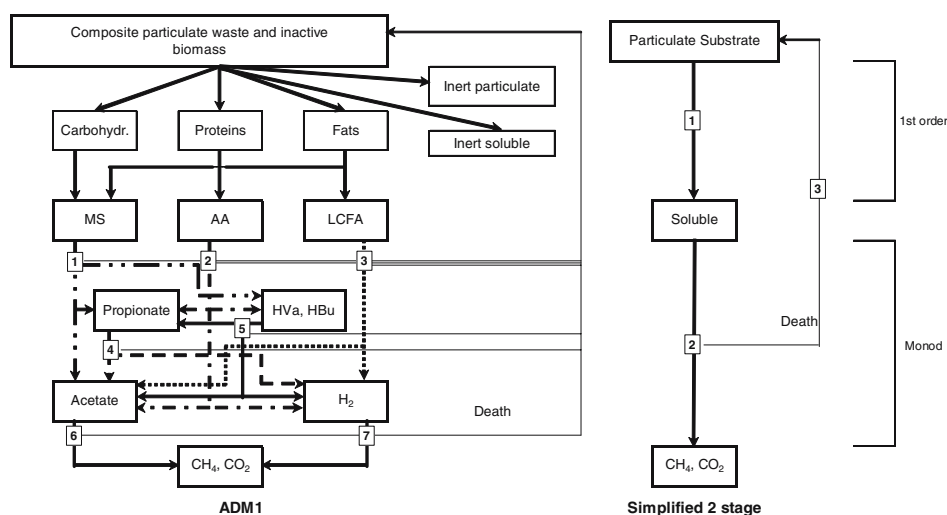 Composite particulate waste and inactive
biomass
Inert particulate
Carbohydr.
Proteins
Fats
Inert soluble
MS
AA
LCFA
1
2
3
Propionate
HVa, HBu
5
4
Acetate
H₂
Death
6
7
CH₄, CO₂
ADM1
Particulate Substrate
1
1st order
3
Soluble
Death
2
Monod
CH₄, CO₂
Simplified 2 stage